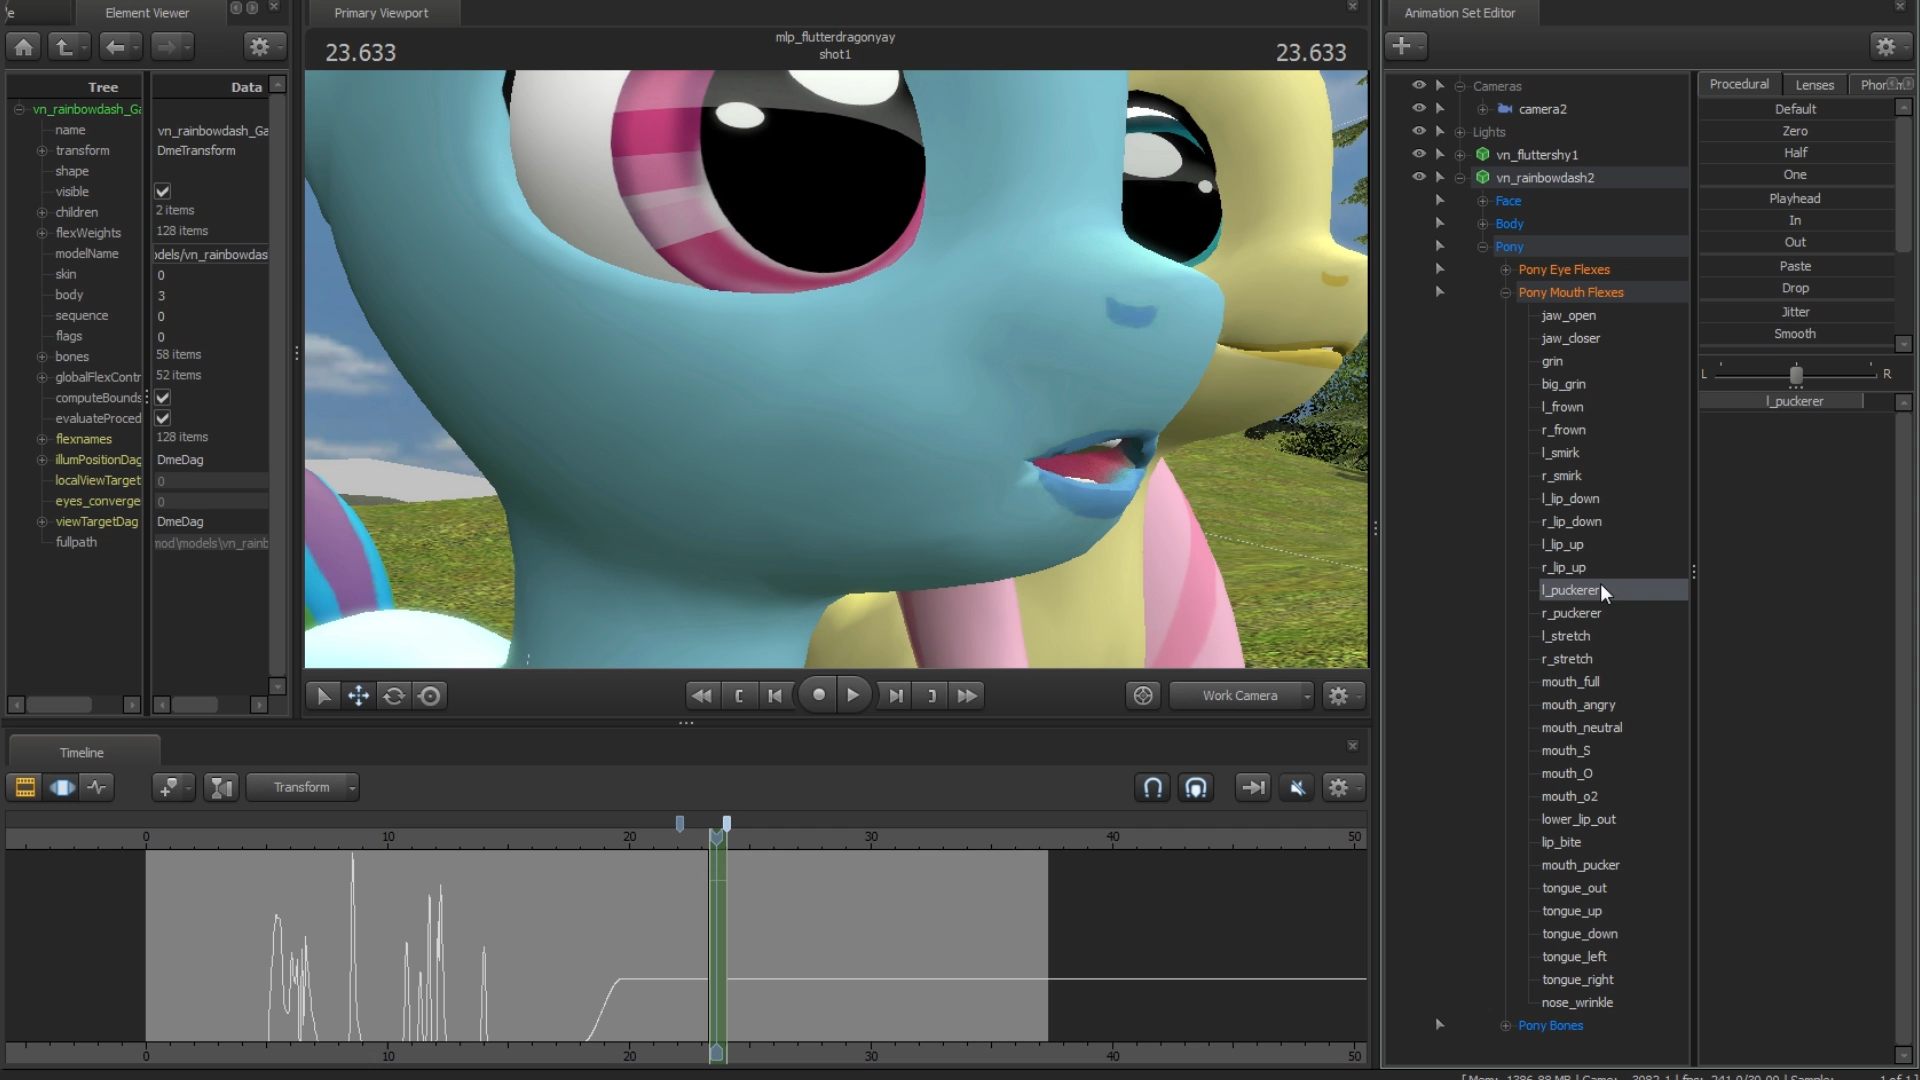 Element Viewer
Tree
Data
vn_rainbowdash_Ga
name
vn_rainbowdash_Ga
transform
DmeTransform
shape
visible
children
2 items
flexWeights
128 items
modelName
odels/vn_rainbowdas
skin
0
body
3
sequence
0
flags
0
bones
58 items
globalFlexContr
52 items
computeBounds
evaluateProced
flexnames
128 items
illumPositionDag
DmeDag
localViewTarget
0
eyes_converge
0
viewTargetDag
DmeDag
fullpath
mod\models\vn_rainb
Primary Viewport
23.633
mlp_flutterdragonyay
shot1
23.633
Work Camera
Timeline
Transform
0 10 20 30 40 50
0 10 20 30 40 50
Animation Set Editor
Cameras
camera2
Lights
vn_fluttershy1
vn_rainbowdash2
Face
Body
Pony
Pony Eye Flexes
Pony Mouth Flexes
jaw_open
jaw_closer
grin
big_grin
l_frown
r_frown
l_smirk
r_smirk
l_lip_down
r_lip_down
l_lip_up
r_lip_up
l_puckerer
r_puckerer
l_stretch
r_stretch
mouth_full
mouth_angry
mouth_neutral
mouth_S
mouth_O
mouth_o2
lower_lip_out
lip_bite
mouth_pucker
tongue_out
tongue_up
tongue_down
tongue_left
tongue_right
nose_wrinkle
Pony Bones
Procedural
Lenses
Default
Zero
Half
One
Playhead
In
Out
Paste
Drop
Jitter
Smooth
L
R
l_puckerer